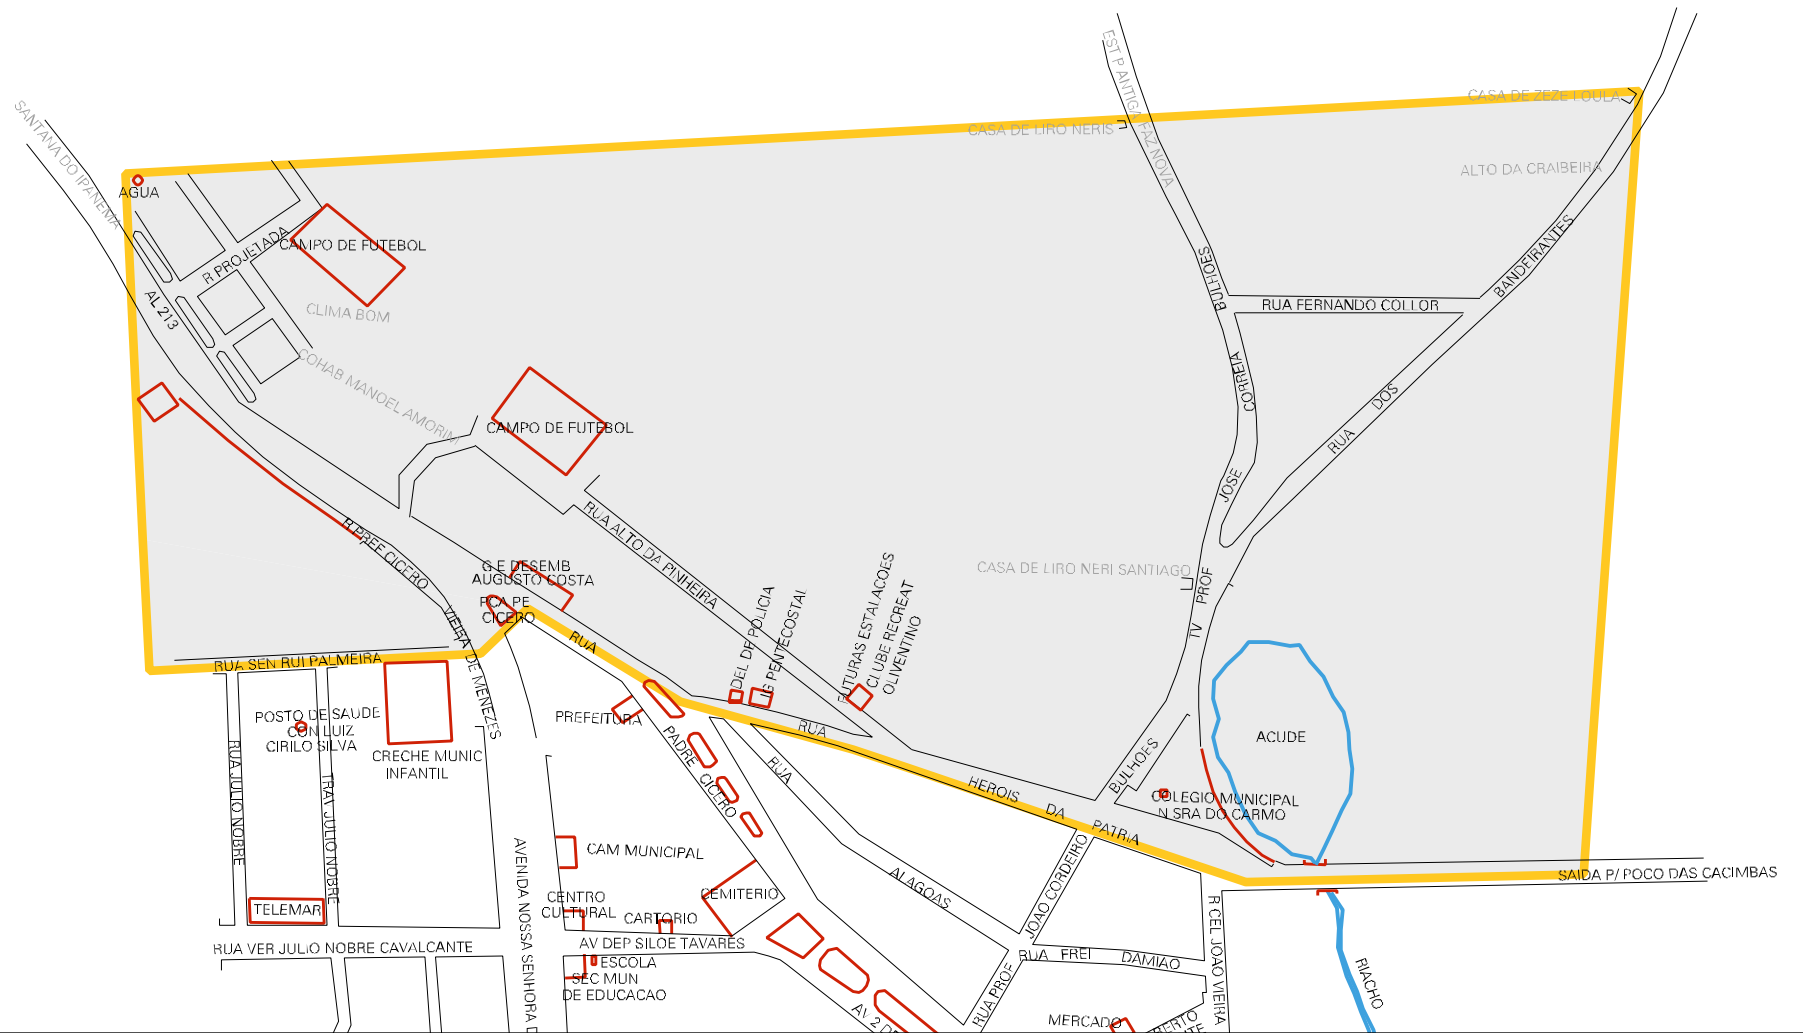 SANTANA DO IPANEMA
EST P ANTIGA FAZ NOVA
CASA DE ZEZE LOULA
CASA DE LIRO NERIS
ALTO DA CRAIBEIRA
AGUA
R PROJETADA
CAMPO DE FUTEBOL
CLIMA BOM
AL 213
COHAB MANOEL AMORIM
BULHOES
RUA FERNANDO COLLOR
BANDEIRANTES
DOS
RUA
CORREIA
JOSE
PROF
TV
CAMPO DE FUTEBOL
RUA ALTO DA PINHEIRA
R PREF CICERO
VIEIRA
DE MENEZES
G E DESEMB
AUGUSTO COSTA
PCA PE
CICERO
RUA
DEL DE POLICIA
IG PENTECOSTAL
FUTURAS ESTALACOES
CLUBE RECREAT
OLIVENTINO
CASA DE LIRO NERI SANTIAGO
RUA SEN RUI PALMEIRA
POSTO DE SAUDE
CON LUIZ
CIRILO SILVA
CRECHE MUNIC
INFANTIL
PREFEITURA
PADRE
CICERO
RUA
RUA
HEROIS
DA
PATRIA
BULHOES
ACUDE
COLEGIO MUNICIPAL
N SRA DO CARMO
SAIDA P/ POCO DAS CACIMBAS
RUA JULIO NOBRE
TRAV JULIO NOBRE
AVENIDA NOSSA SENHORA D
CAM MUNICIPAL
CEMITERIO
CENTRO
CULTURAL
CARTORIO
ALAGOAS
JOAO CORDEIRO
TELEMAR
RUA VER JULIO NOBRE CAVALCANTE
AV DEP SILOE TAVARES
ESCOLA
SEC MUN
DE EDUCACAO
RUA FREI DAMIAO
R CEL JOAO VIEIRA
RUA PROF
AV 2 DE
MERCADO
BERTO
RIACHO